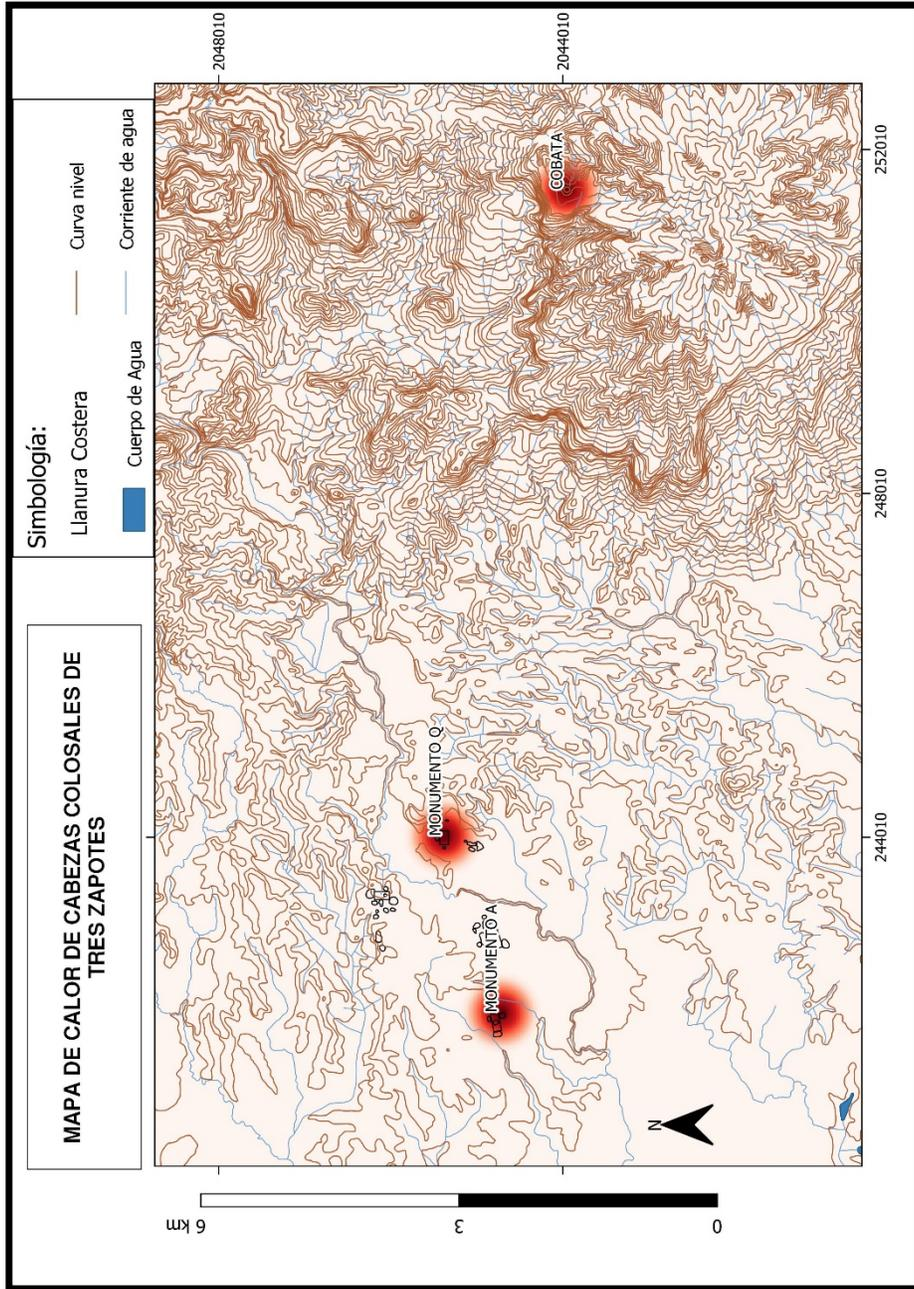 MAPA DE CALOR DE CABEZAS COLOSALES DE
TRES ZAPOTES
Simbología:
Llanura Costera
Curva nivel
Cuerpo de Agua
Corriente de agua
2048010
2044010
COBATA
MONUMENTO Q
MONUMENTO A
N
244010
248010
252010
0
3
6 km